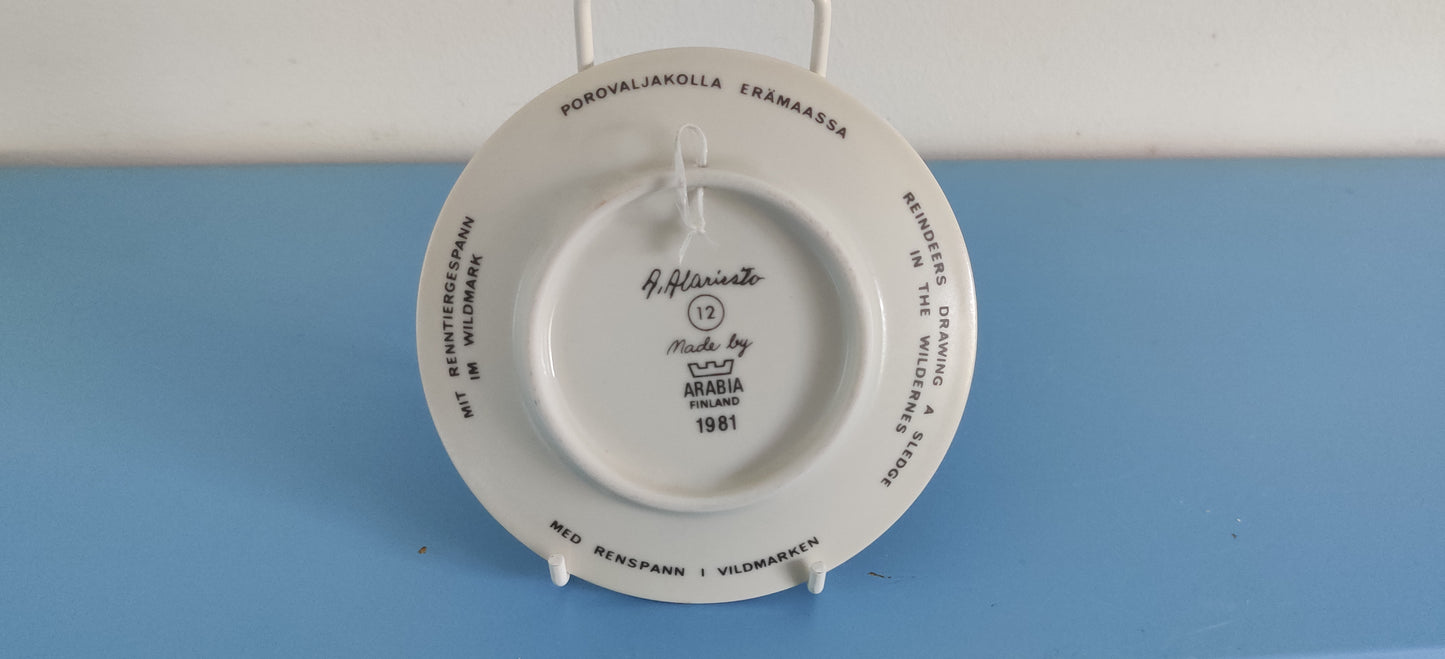 POROVALJAKOLLA ERÄMAASSA
REINDEERS DRAWING A SLEDGE
IN THE WILDERNES
MED RENSPANN I VILDMARKEN
MIT RENNTIERGESPANN
IM WILDMARK
A. Alariesto
12
Made by
ARABIA
FINLAND
1981